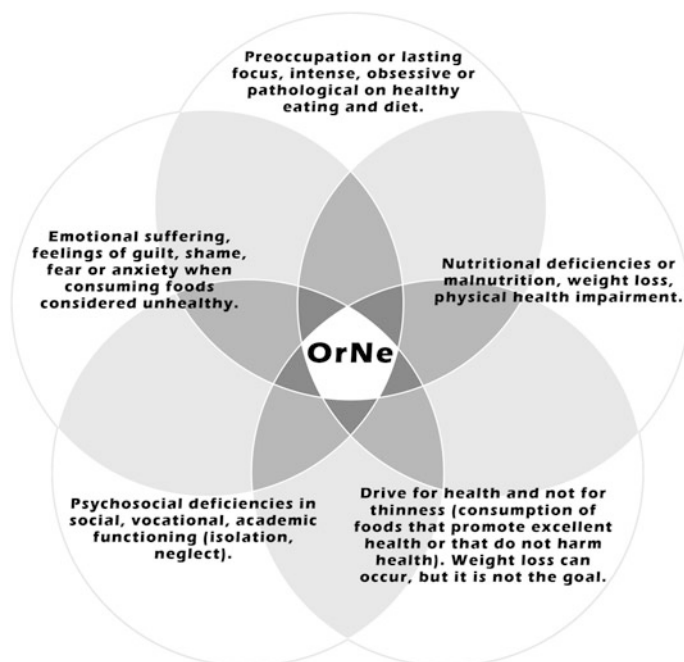 Preoccupation or lasting
focus, intense, obsessive or
pathological on healthy
eating and diet.
Emotional suffering,
feelings of guilt, shame,
fear or anxiety when
consuming foods
considered unhealthy.
Nutritional deficiencies or
malnutrition, weight loss,
physical health impairment.
OrNe
Psychosocial deficiencies in
social, vocational, academic
functioning (isolation,
neglect).
Drive for health and not for
thinness (consumption of
foods that promote excellent
health or that do not harm
health). Weight loss can
occur, but it is not the goal.